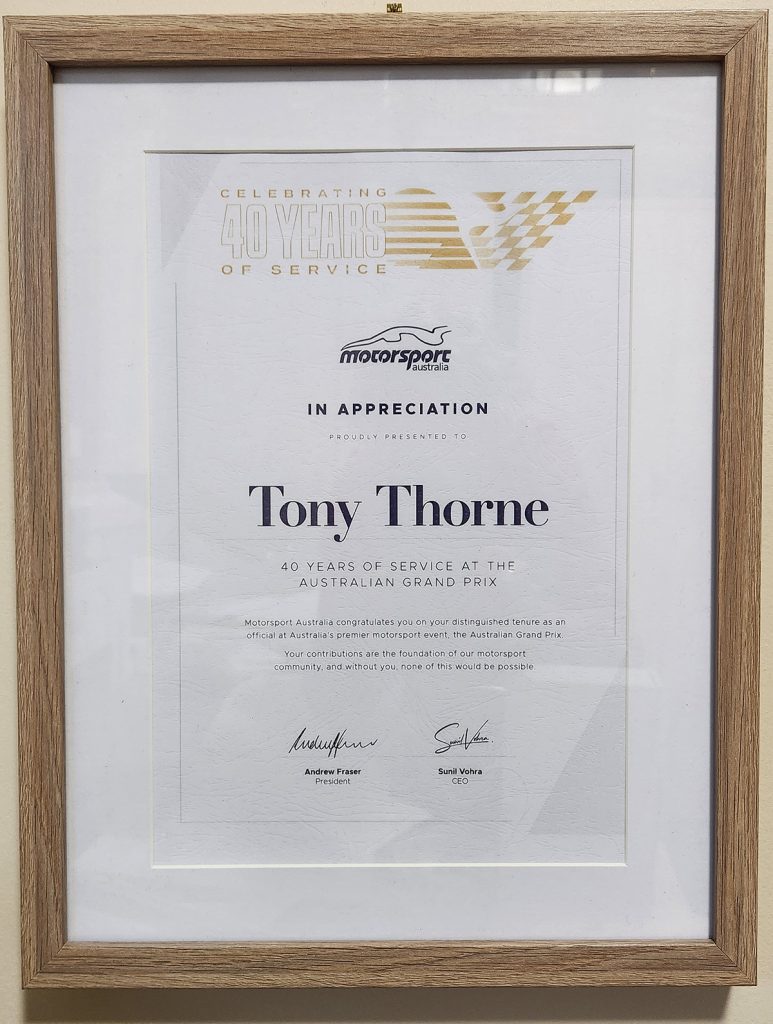 CELEBRATING
40 YEARS
OF SERVICE
motorsport
australia
IN APPRECIATION
PROUDLY PRESENTED TO
Tony Thorne
40 YEARS OF SERVICE AT THE
AUSTRALIAN GRAND PRIX
Motorsport Australia congratulates you on your distinguished tenure as an
official at Australia's premier motorsport event, the Australian Grand Prix.
Your contributions are the foundation of our motorsport
community, and without you, none of this would be possible
Andrew Fraser Sunil Vohra
President CEO